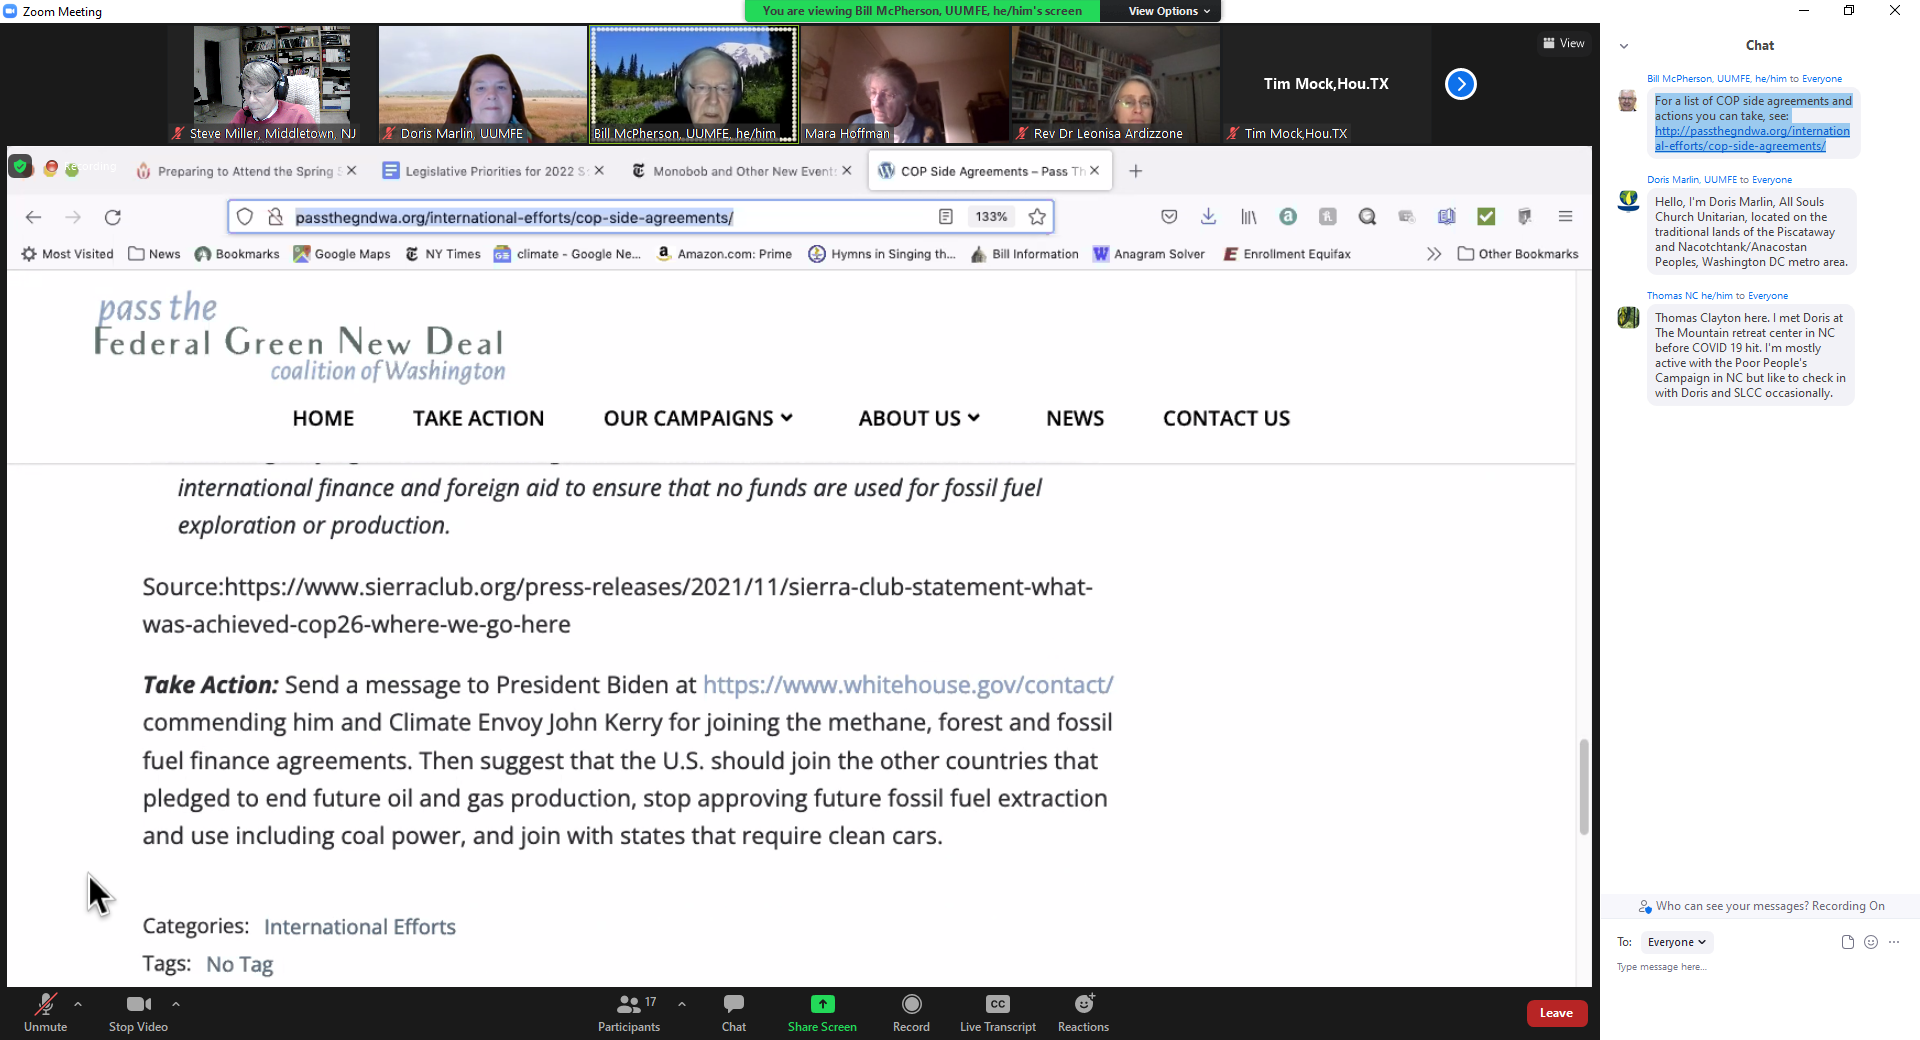 Zoom Meeting
You are viewing Bill McPherson, UUMFE, he/him's screen
View Options
View
Steve Miller, Middletown, NJ
Doris Marlin, UUMFE
Bill McPherson, UUMFE, he/him...
Mara Hoffman
Rev Dr Leonisa Ardizzone
Tim Mock,Hou.TX
Tim Mock,Hou.TX
Recording
Preparing to Attend the Spring
Legislative Priorities for 2022 S
Monobob and Other New Event
COP Side Agreements – Pass Th
passthegndwa.org/international-efforts/cop-side-agreements/
133%
Most Visited
News
Bookmarks
Google Maps
NY Times
climate - Google Ne...
Amazon.com: Prime
Hymns in Singing th...
Bill Information
Anagram Solver
Enrollment Equifax
Other Bookmarks
pass the
Federal Green New Deal
coalition of Washington
HOME
TAKE ACTION
OUR CAMPAIGNS
ABOUT US
NEWS
CONTACT US
international finance and foreign aid to ensure that no funds are used for fossil fuel
exploration or production.
Source:https://www.sierraclub.org/press-releases/2021/11/sierra-club-statement-what-
was-achieved-cop26-where-we-go-here
Take Action: Send a message to President Biden at https://www.whitehouse.gov/contact/
commending him and Climate Envoy John Kerry for joining the methane, forest and fossil
fuel finance agreements. Then suggest that the U.S. should join the other countries that
pledged to end future oil and gas production, stop approving future fossil fuel extraction
and use including coal power, and join with states that require clean cars.
Categories: International Efforts
Tags: No Tag
Unmute
Stop Video
17
Participants
Chat
Share Screen
Record
CC
Live Transcript
Reactions
Leave
Chat
Bill McPherson, UUMFE, he/him to Everyone
For a list of COP side agreements and
actions you can take, see:
http://passthegndwa.org/internation
al-efforts/cop-side-agreements/
Doris Marlin, UUMFE to Everyone
Hello, I'm Doris Marlin, All Souls
Church Unitarian, located on the
traditional lands of the Piscataway
and Nacotchtank/Anacostan
Peoples, Washington DC metro area.
Thomas NC he/him to Everyone
Thomas Clayton here. I met Doris at
The Mountain retreat center in NC
before COVID 19 hit. I'm mostly
active with the Poor People's
Campaign in NC but like to check in
with Doris and SLCC occasionally.
Who can see your messages? Recording On
To: Everyone
Type message here...